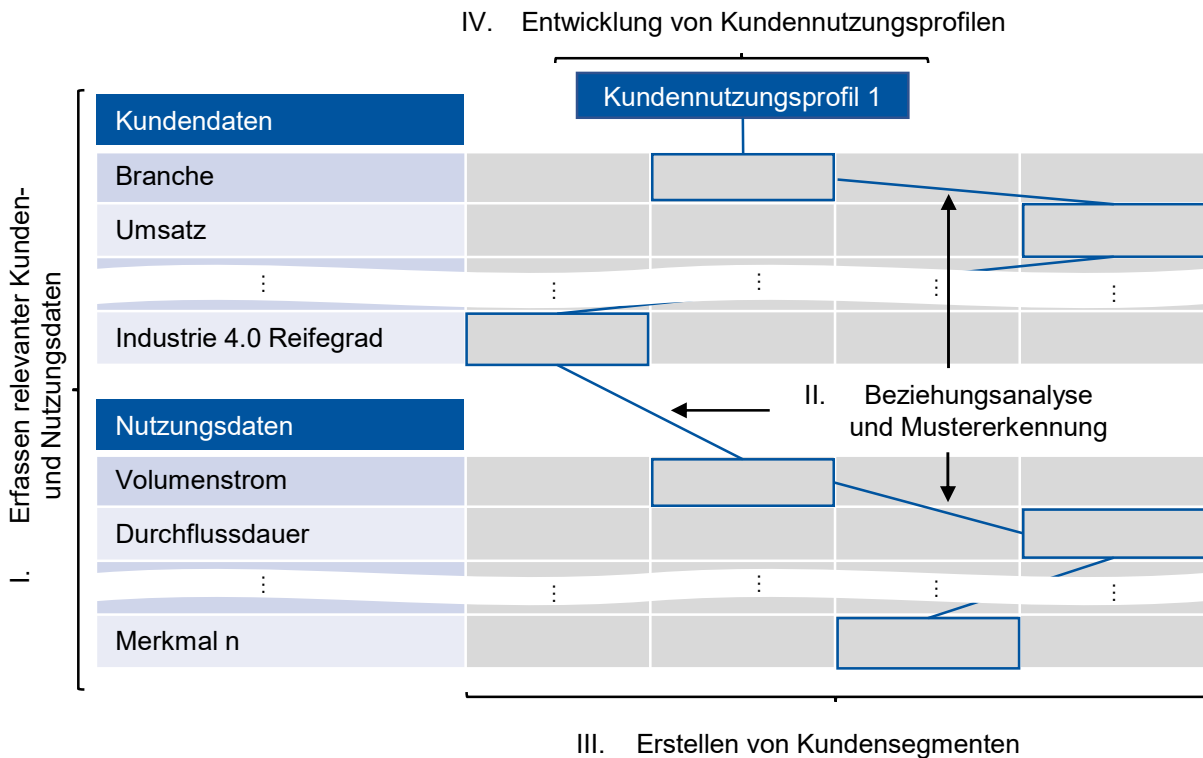 IV. Entwicklung von Kundennutzungsprofilen
Kundennutzungsprofil 1
I. Erfassen relevanter Kunden-
und Nutzungsdaten
Kundendaten
Branche
Umsatz
⋮ ⋮ ⋮ ⋮ ⋮
Industrie 4.0 Reifegrad
II. Beziehungsanalyse
und Mustererkennung
Nutzungsdaten
Volumenstrom
Durchflussdauer
⋮ ⋮ ⋮ ⋮ ⋮
Merkmal n
III. Erstellen von Kundensegmenten